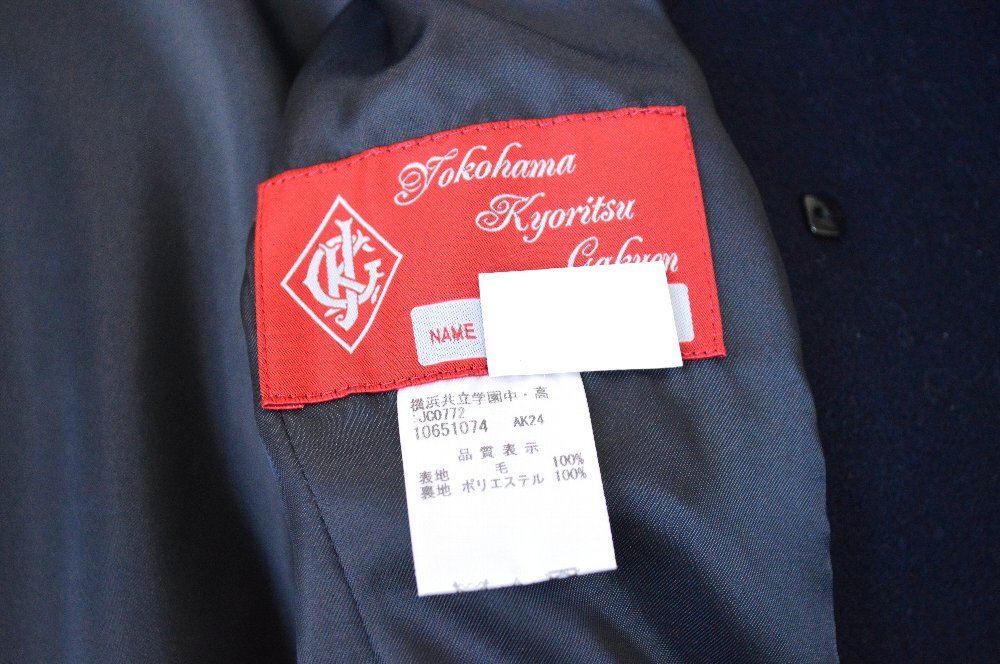 Yokohama
Kyoritsu
Gakuen
NAME
横浜共立学園中・高
:JC0772
10651074 AK24
品質表示
表地 毛 100%
裏地 ポリエステル 100%